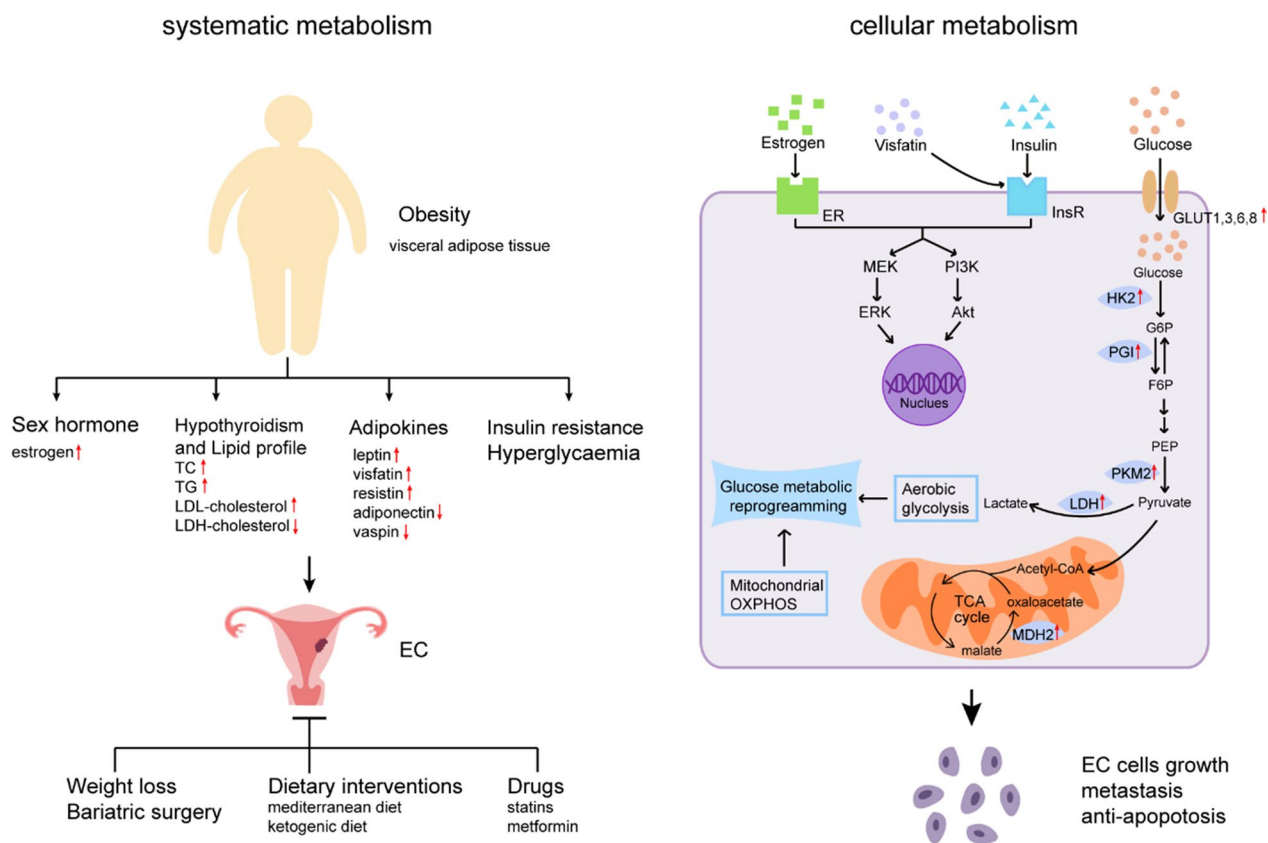 systematic metabolism
Obesity
visceral adipose tissue
Sex hormone
estrogen↑
Hypothyroidism
and Lipid profile
TC↑
TG↑
LDL-cholesterol↑
LDH-cholesterol↓
Adipokines
leptin↑
visfatin↑
resistin↑
adiponectin↓
vaspin↓
Insulin resistance
Hyperglycaemia
EC
Weight loss
Bariatric surgery
Dietary interventions
mediterranean diet
ketogenic diet
Drugs
statins
metformin
cellular metabolism
Estrogen
Visfatin
Insulin
Glucose
ER
InsR
GLUT1,3,6,8↑
MEK
PI3K
ERK
Akt
Nuclues
Glucose
HK2↑
G6P
PGI↑
F6P
PEP
PKM2↑
Pyruvate
LDH↑
Lactate
Aerobic
glycolysis
Glucose metabolic
reprogreamming
Mitochondrial
OXPHOS
Acetyl-CoA
TCA
cycle
oxaloacetate
MDH2↑
malate
EC cells growth
metastasis
anti-apopotosis